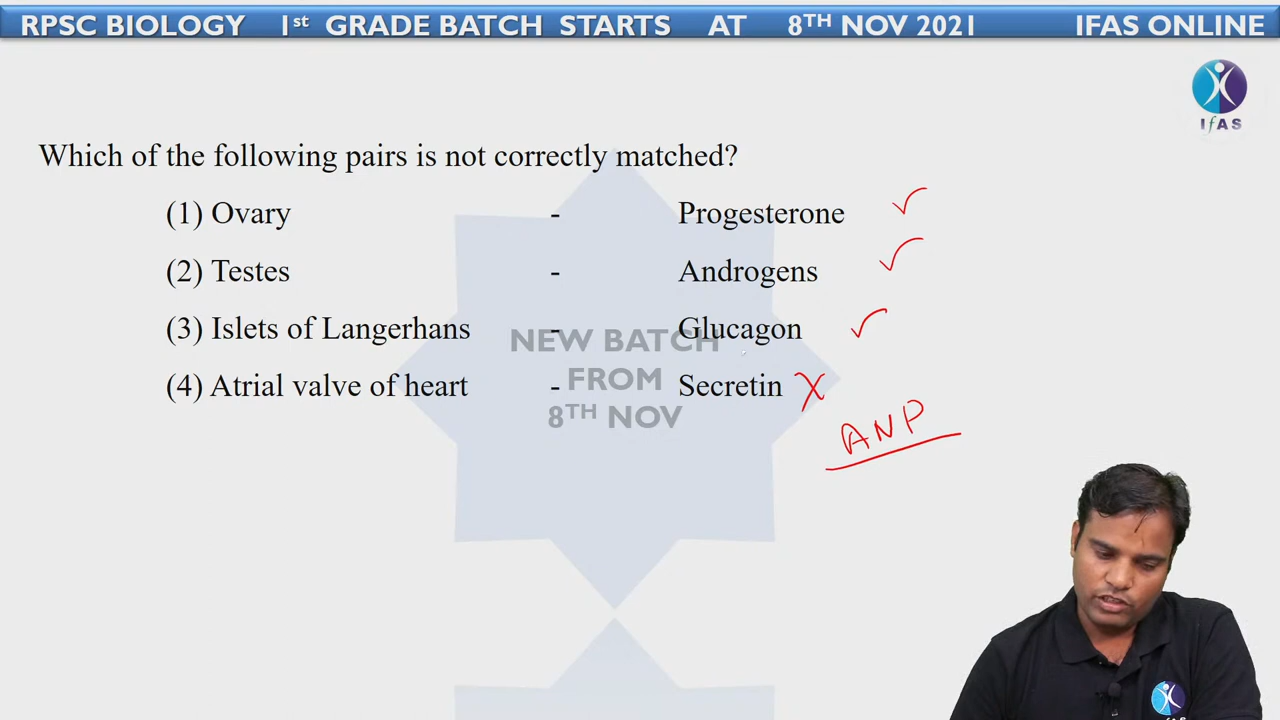 RPSC BIOLOGY 1st GRADE BATCH STARTS AT 8TH NOV 2021 IFAS ONLINE
IfAS
Which of the following pairs is not correctly matched?
(1) Ovary - Progesterone ✓
(2) Testes - Androgens ✓
(3) Islets of Langerhans - Glucagon ✓
(4) Atrial valve of heart - Secretin X
ANP
NEW BATCH
FROM
8TH NOV